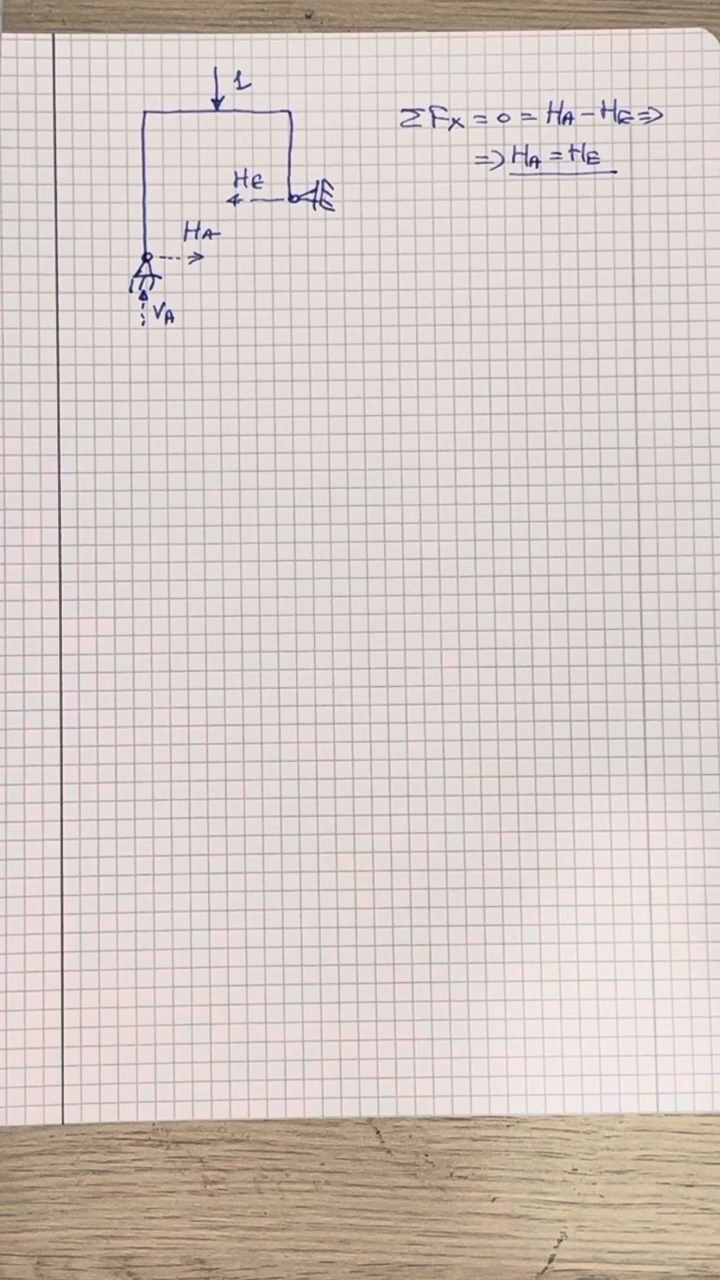 1
ΣFx = 0 = HA - HE =>
=> HA = HE
HE
HA
VA